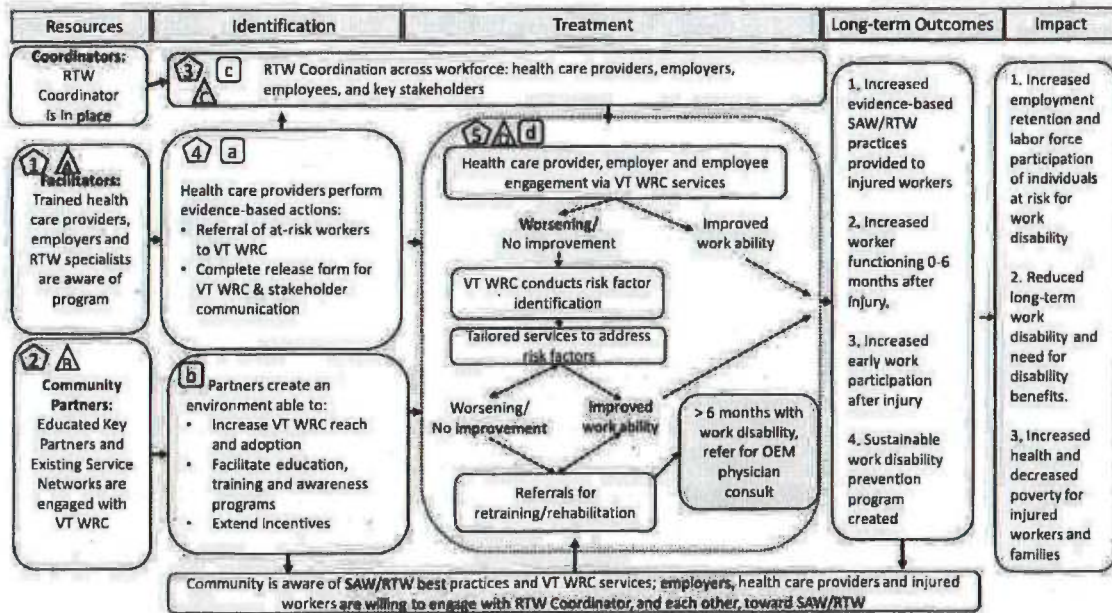 Resources
Identification
Treatment
Long-term Outcomes
Impact
Coordinators:
RTW
Coordinator
is in place
3
c
C
RTW Coordination across workforce: health care providers, employers,
employees, and key stakeholders
1
A
Facilitators:
Trained health
care providers,
employers and
RTW specialists
are aware of
program
4
a
Health care providers perform
evidence-based actions:
• Referral of at-risk workers
to VT WRC
• Complete release form for
VT WRC & stakeholder
communication
2
B
Community
Partners:
Educated Key
Partners and
Existing Service
Networks are
engaged with
VT WRC
b
Partners create an
environment able to:
• Increase VT WRC reach
and adoption
• Facilitate education,
training and awareness
programs
• Extend incentives
5
d
Health care provider, employer and employee
engagement via VT WRC services
Worsening/
No improvement
Improved
work ability
VT WRC conducts risk factor
identification
Tailored services to address
risk factors
Worsening/
No improvement
Improved
work ability
Referrals for
retraining/rehabilitation
> 6 months with
work disability,
refer for OEM
physician
consult
1. Increased
evidence-based
SAW/RTW
practices
provided to
injured workers
2. Increased
worker
functioning 0-6
months after
injury.
3. Increased
early work
participation
after injury
4. Sustainable
work disability
prevention
program
created
1. Increased
employment
retention and
labor force
participation
of individuals
at risk for
work
disability
2. Reduced
long-term
work
disability and
need for
disability
benefits.
3. Increased
health and
decreased
poverty for
injured
workers and
families
Community is aware of SAW/RTW best practices and VT WRC services; employers, health care providers and injured
workers are willing to engage with RTW Coordinator, and each other, toward SAW/RTW